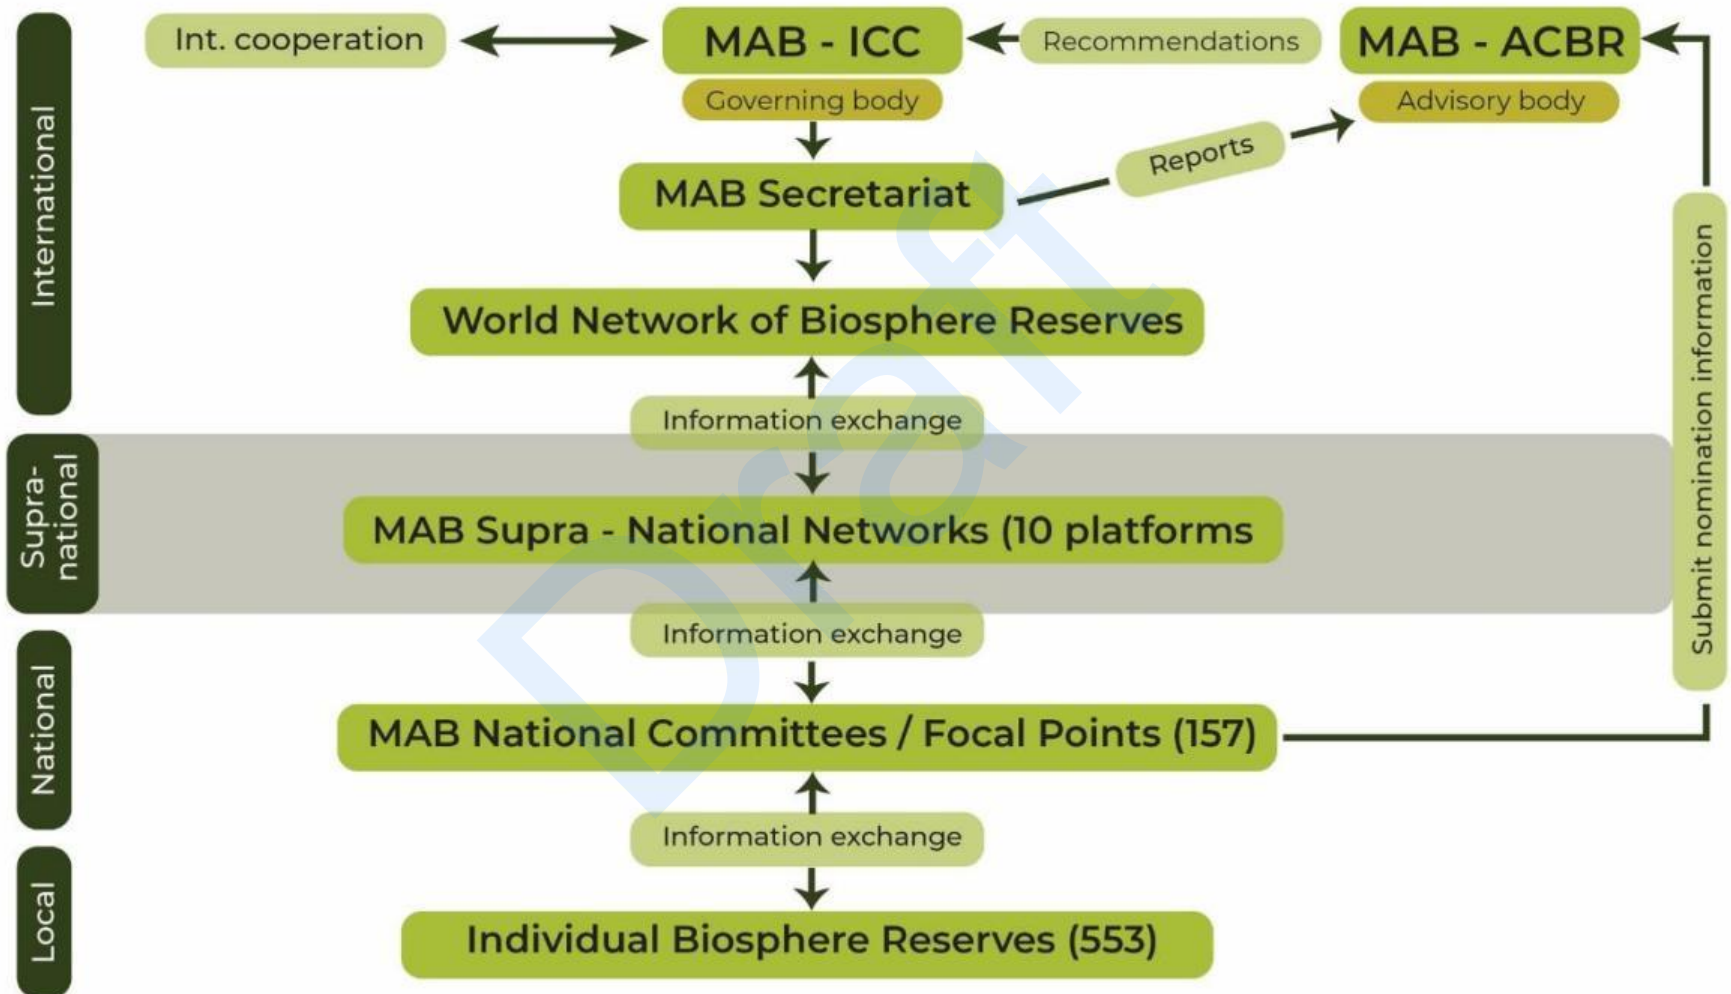 Int. cooperation
MAB - ICC
Recommendations
MAB - ACBR
Governing body
Advisory body
International
MAB Secretariat
Reports
World Network of Biosphere Reserves
Submit nomination information
Information exchange
Supra-
national
MAB Supra - National Networks (10 platforms
Information exchange
National
MAB National Committees / Focal Points (157)
Information exchange
Local
Individual Biosphere Reserves (553)
Draft